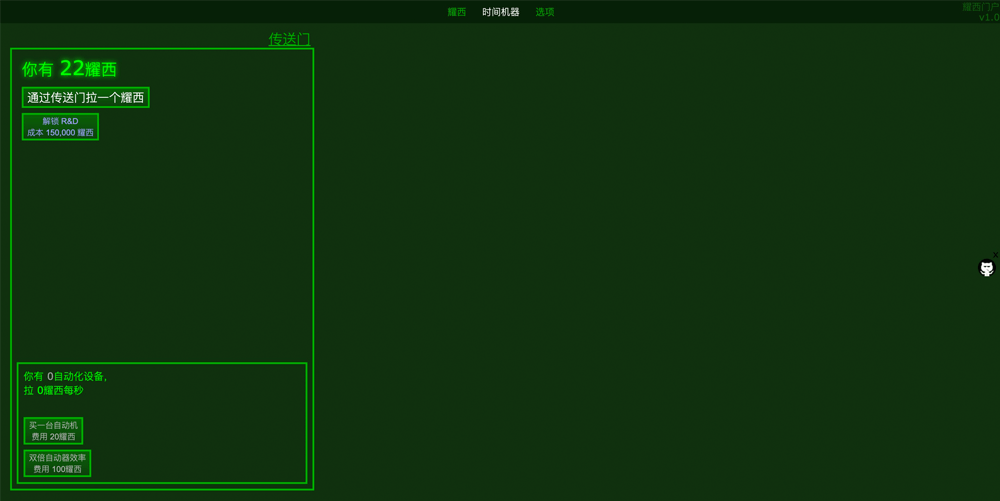 耀西 时间机器 选项
耀西门户
v1.0
传送门
你有 22耀西
通过传送门拉一个耀西
解锁 R&D
成本 150,000 耀西
你有 0自动化设备,
拉 0耀西每秒
买一台自动机
费用 20耀西
双倍自动器效率
费用 100耀西